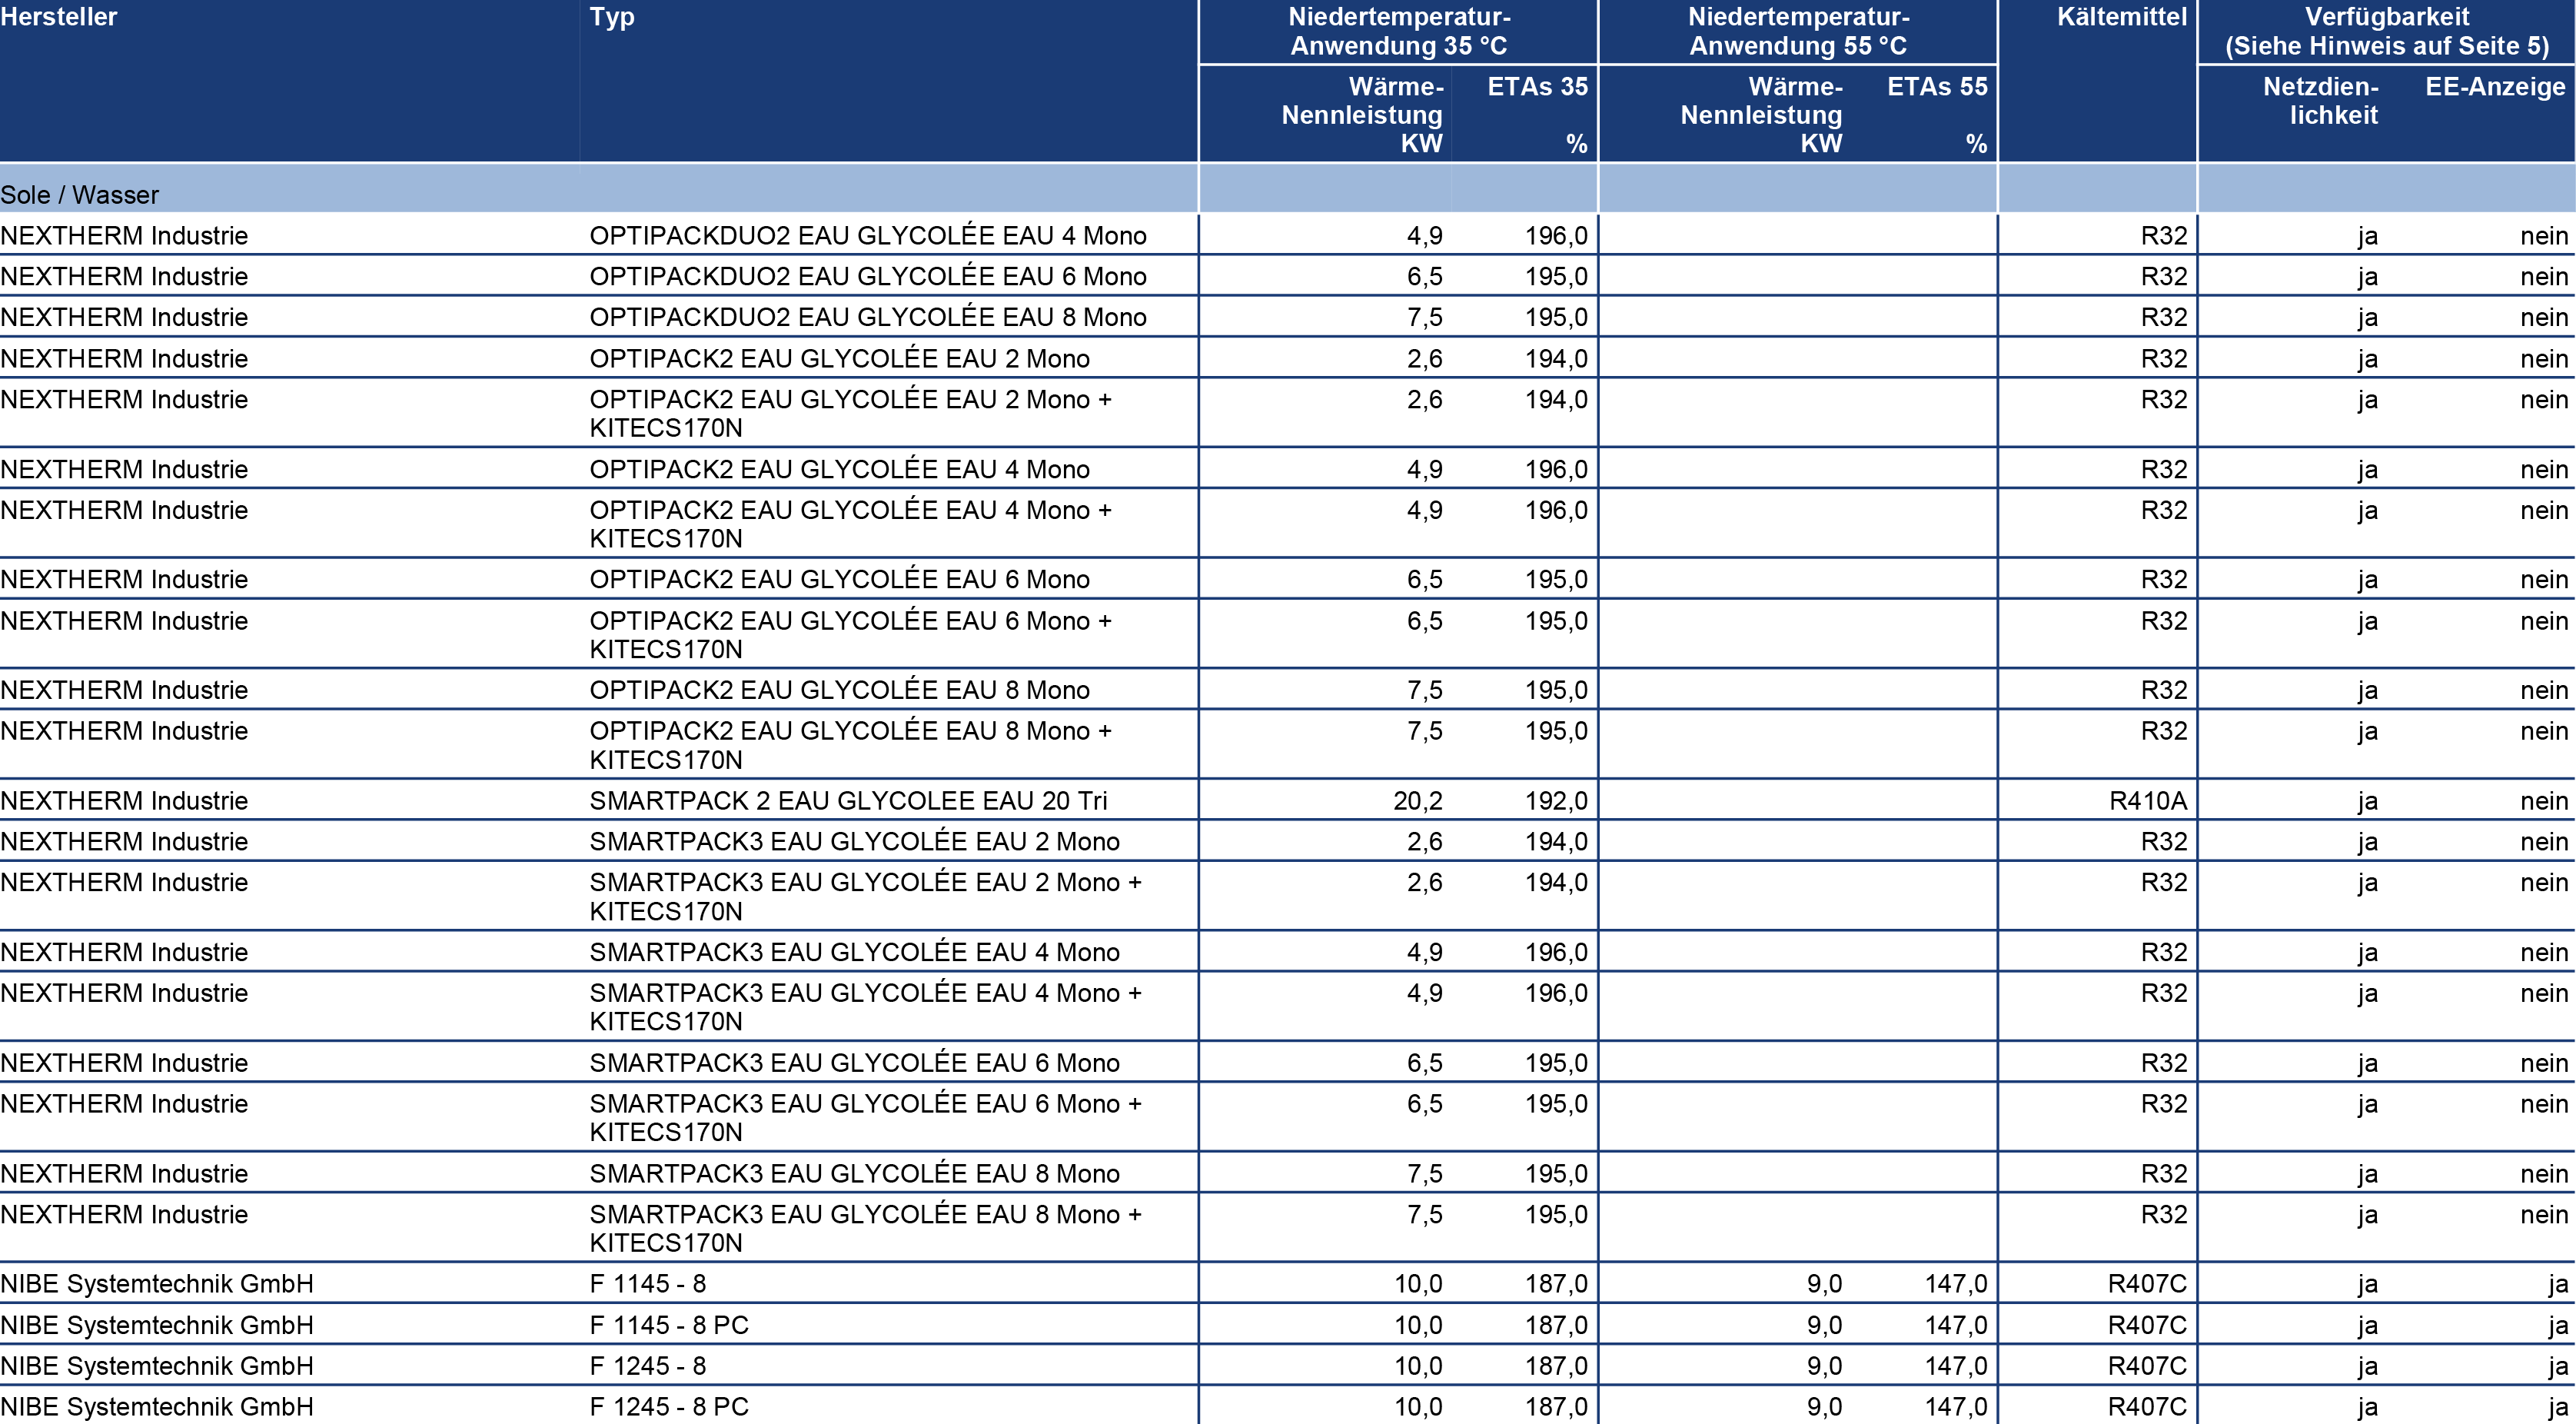 Hersteller Typ Niedertemperatur- Niedertemperatur- Kältemittel Verfügbarkeit
Anwendung 35 °C Anwendung 55 °C (Siehe Hinweis auf Seite 5)
Wärme- ETAs 35 Wärme- ETAs 55 Netzdien- EE-Anzeige
Nennleistung Nennleistung lichkeit
KW % KW %
Sole / Wasser
NEXTHERM Industrie OPTIPACKDUO2 EAU GLYCOLÉE EAU 4 Mono 4,9 196,0 R32 ja nein
NEXTHERM Industrie OPTIPACKDUO2 EAU GLYCOLÉE EAU 6 Mono 6,5 195,0 R32 ja nein
NEXTHERM Industrie OPTIPACKDUO2 EAU GLYCOLÉE EAU 8 Mono 7,5 195,0 R32 ja nein
NEXTHERM Industrie OPTIPACK2 EAU GLYCOLÉE EAU 2 Mono 2,6 194,0 R32 ja nein
NEXTHERM Industrie OPTIPACK2 EAU GLYCOLÉE EAU 2 Mono + 2,6 194,0 R32 ja nein
KITECS170N
NEXTHERM Industrie OPTIPACK2 EAU GLYCOLÉE EAU 4 Mono 4,9 196,0 R32 ja nein
NEXTHERM Industrie OPTIPACK2 EAU GLYCOLÉE EAU 4 Mono + 4,9 196,0 R32 ja nein
KITECS170N
NEXTHERM Industrie OPTIPACK2 EAU GLYCOLÉE EAU 6 Mono 6,5 195,0 R32 ja nein
NEXTHERM Industrie OPTIPACK2 EAU GLYCOLÉE EAU 6 Mono + 6,5 195,0 R32 ja nein
KITECS170N
NEXTHERM Industrie OPTIPACK2 EAU GLYCOLÉE EAU 8 Mono 7,5 195,0 R32 ja nein
NEXTHERM Industrie OPTIPACK2 EAU GLYCOLÉE EAU 8 Mono + 7,5 195,0 R32 ja nein
KITECS170N
NEXTHERM Industrie SMARTPACK 2 EAU GLYCOLEE EAU 20 Tri 20,2 192,0 R410A ja nein
NEXTHERM Industrie SMARTPACK3 EAU GLYCOLÉE EAU 2 Mono 2,6 194,0 R32 ja nein
NEXTHERM Industrie SMARTPACK3 EAU GLYCOLÉE EAU 2 Mono + 2,6 194,0 R32 ja nein
KITECS170N
NEXTHERM Industrie SMARTPACK3 EAU GLYCOLÉE EAU 4 Mono 4,9 196,0 R32 ja nein
NEXTHERM Industrie SMARTPACK3 EAU GLYCOLÉE EAU 4 Mono + 4,9 196,0 R32 ja nein
KITECS170N
NEXTHERM Industrie SMARTPACK3 EAU GLYCOLÉE EAU 6 Mono 6,5 195,0 R32 ja nein
NEXTHERM Industrie SMARTPACK3 EAU GLYCOLÉE EAU 6 Mono + 6,5 195,0 R32 ja nein
KITECS170N
NEXTHERM Industrie SMARTPACK3 EAU GLYCOLÉE EAU 8 Mono 7,5 195,0 R32 ja nein
NEXTHERM Industrie SMARTPACK3 EAU GLYCOLÉE EAU 8 Mono + 7,5 195,0 R32 ja nein
KITECS170N
NIBE Systemtechnik GmbH F 1145 - 8 10,0 187,0 9,0 147,0 R407C ja ja
NIBE Systemtechnik GmbH F 1145 - 8 PC 10,0 187,0 9,0 147,0 R407C ja ja
NIBE Systemtechnik GmbH F 1245 - 8 10,0 187,0 9,0 147,0 R407C ja ja
NIBE Systemtechnik GmbH F 1245 - 8 PC 10,0 187,0 9,0 147,0 R407C ja ja